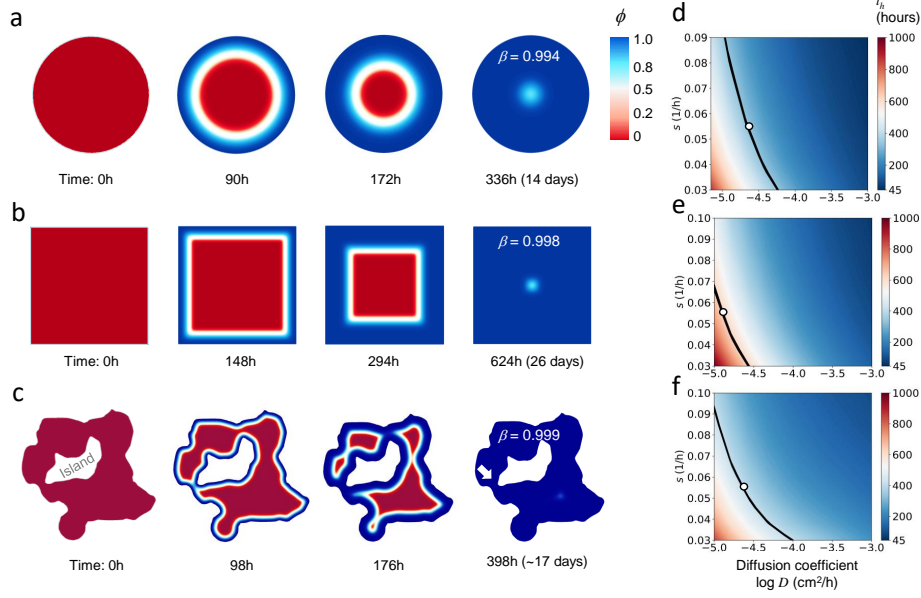 a
β = 0.994
Time: 0h
90h
172h
336h (14 days)
ϕ
1.0
0.8
0.5
0.2
0
b
β = 0.998
Time: 0h
148h
294h
624h (26 days)
c
Island
β = 0.999
Time: 0h
98h
176h
398h (~17 days)
d
(hours)
s (1/h)
0.09
0.08
0.07
0.06
0.05
0.04
0.03
−5.0
−4.5
−4.0
−3.5
−3.0
1000
800
600
400
200
45
e
s (1/h)
0.10
0.09
0.08
0.07
0.06
0.05
0.04
0.03
−5.0
−4.5
−4.0
−3.5
−3.0
1000
800
600
400
200
45
f
s (1/h)
0.10
0.09
0.08
0.07
0.06
0.05
0.04
0.03
−5.0
−4.5
−4.0
−3.5
−3.0
1000
800
600
400
200
45
Diffusion coefficient
log D (cm²/h)